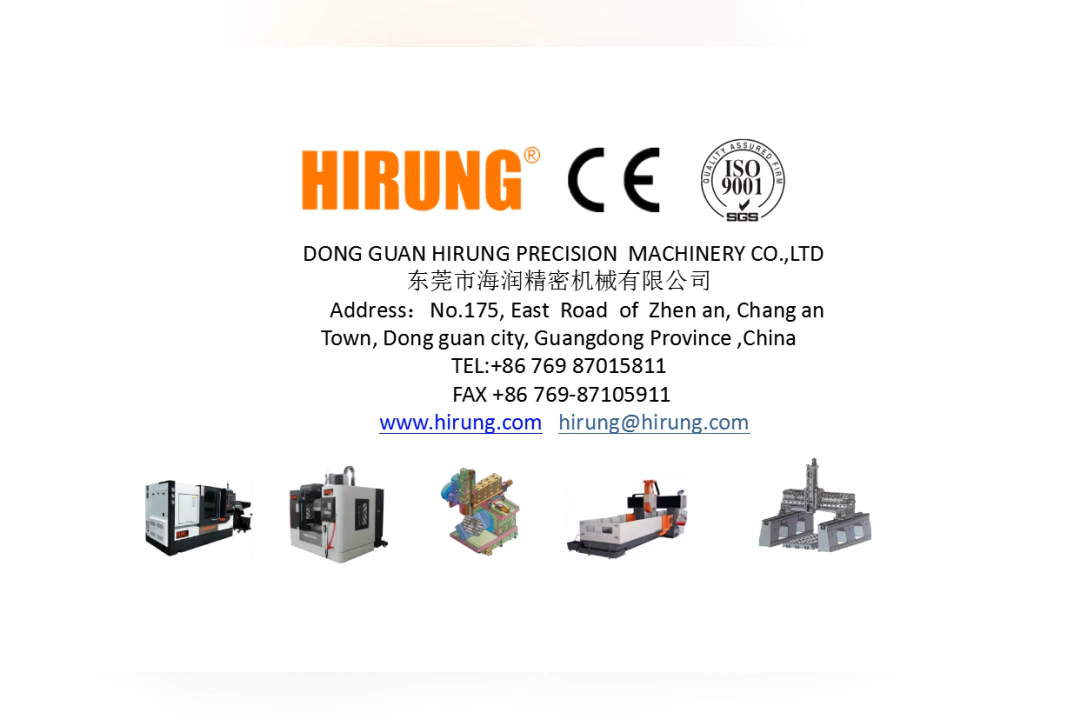 HIRUNG® CE
QUALITY ASSURED FIRM
ISO
9001
SGS
DONG GUAN HIRUNG PRECISION  MACHINERY CO.,LTD
东莞市海润精密机械有限公司
Address：No.175, East  Road  of  Zhen an, Chang an
Town, Dong guan city, Guangdong Province ,China
TEL:+86 769 87015811
FAX +86 769-87105911
www.hirung.com   hirung@hirung.com